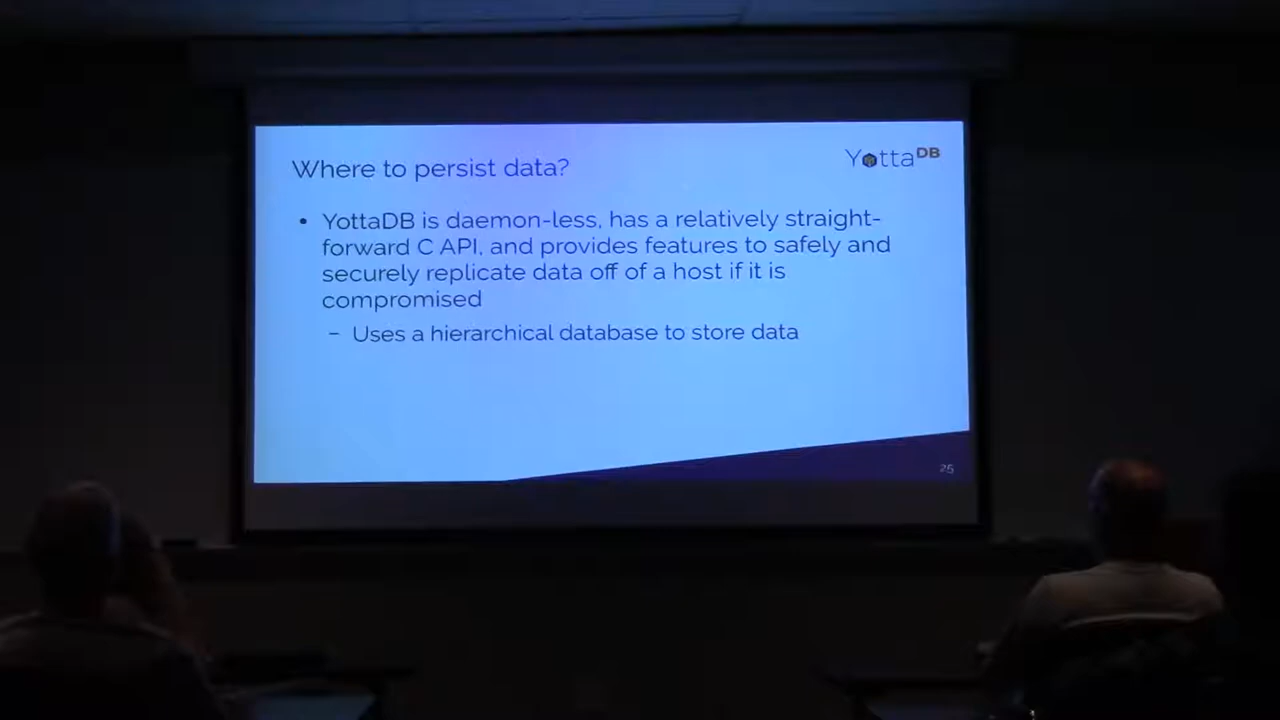 Where to persist data?
YottaDB
• YottaDB is daemon-less, has a relatively straight-
forward C API, and provides features to safely and
securely replicate data off of a host if it is
compromised
– Uses a hierarchical database to store data
25